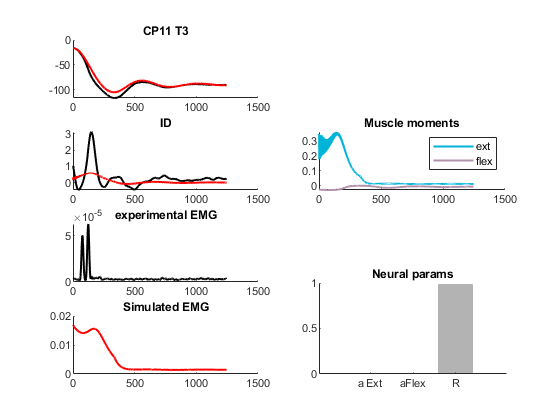 CP11 T3
0
-50
-100
0 500 1000 1500
ID
3
2
1
0
0 500 1000 1500
Muscle moments
0.3
0.2
0.1
0
ext
flex
0 500 1000 1500
×10⁻⁵
experimental EMG
5
0
0 500 1000 1500
Simulated EMG
0.02
0.01
0
0 500 1000 1500
Neural params
1
0.5
0
a Ext aFlex R